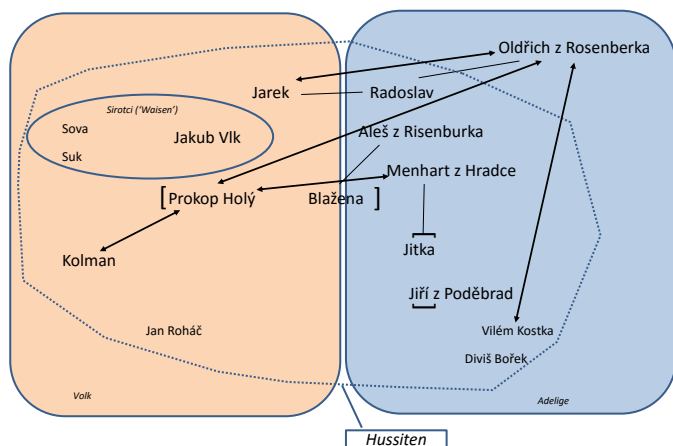 Oldřich z Rosenberka
Jarek
Radoslav
Sirotci (‘Waisen’)
Sova
Jakub Vlk
Aleš z Risenburka
Suk
Menhart z Hradce
[ Prokop Holý
Blažena ]
Kolman
Jitka
Jiří z Poděbrad
Jan Roháč
Vilém Kostka
Diviš Bořek
Volk
Adelige
Hussiten